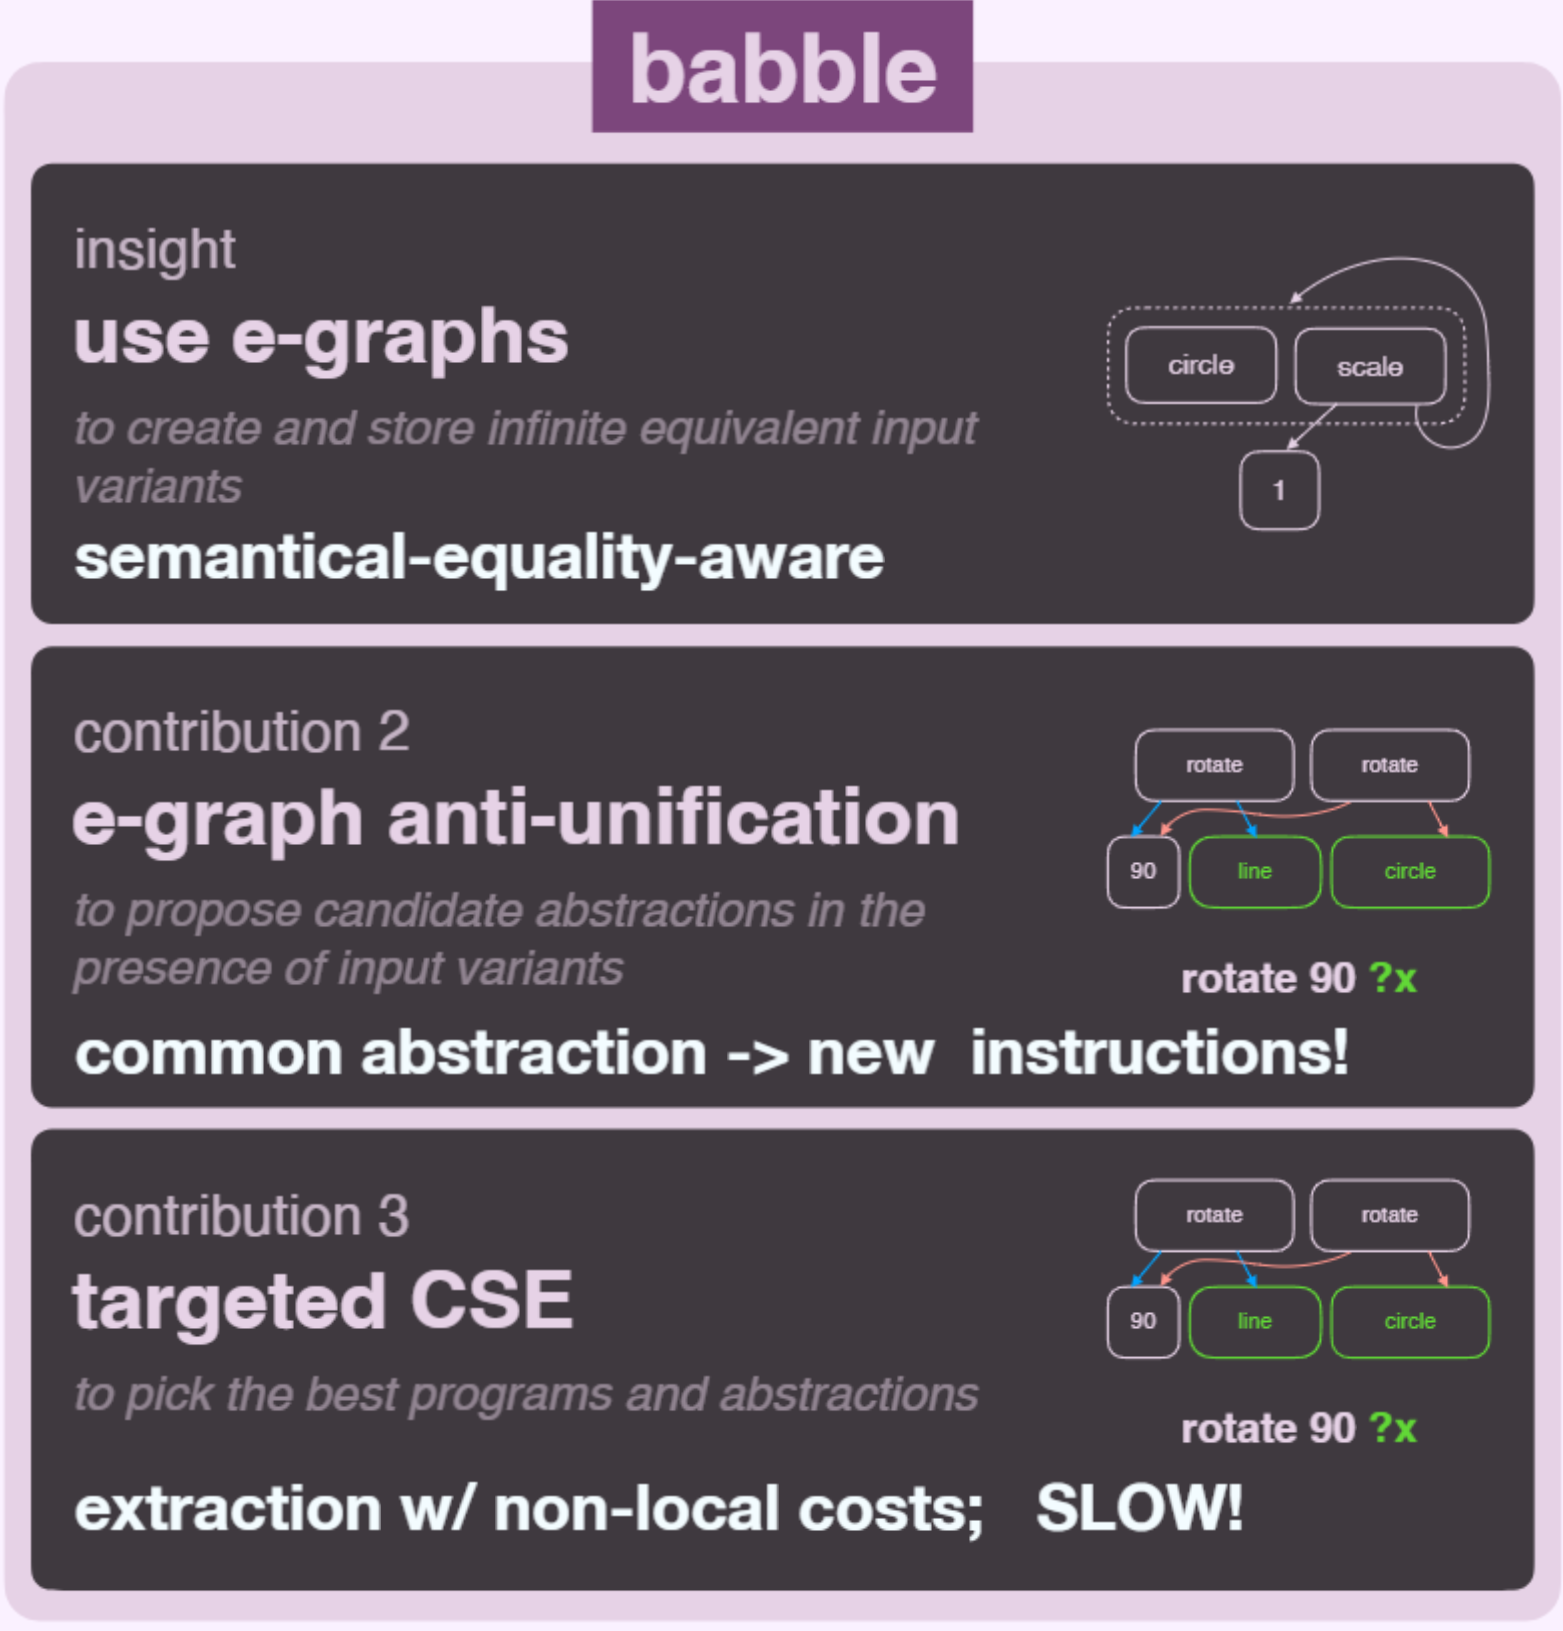 babble
insight
use e-graphs
to create and store infinite equivalent input
variants
semantical-equality-aware
circle
scale
1
contribution 2
e-graph anti-unification
to propose candidate abstractions in the
presence of input variants
common abstraction -> new instructions!
rotate
rotate
90
line
circle
rotate 90 ?x
contribution 3
targeted CSE
to pick the best programs and abstractions
extraction w/ non-local costs; SLOW!
rotate
rotate
90
line
circle
rotate 90 ?x